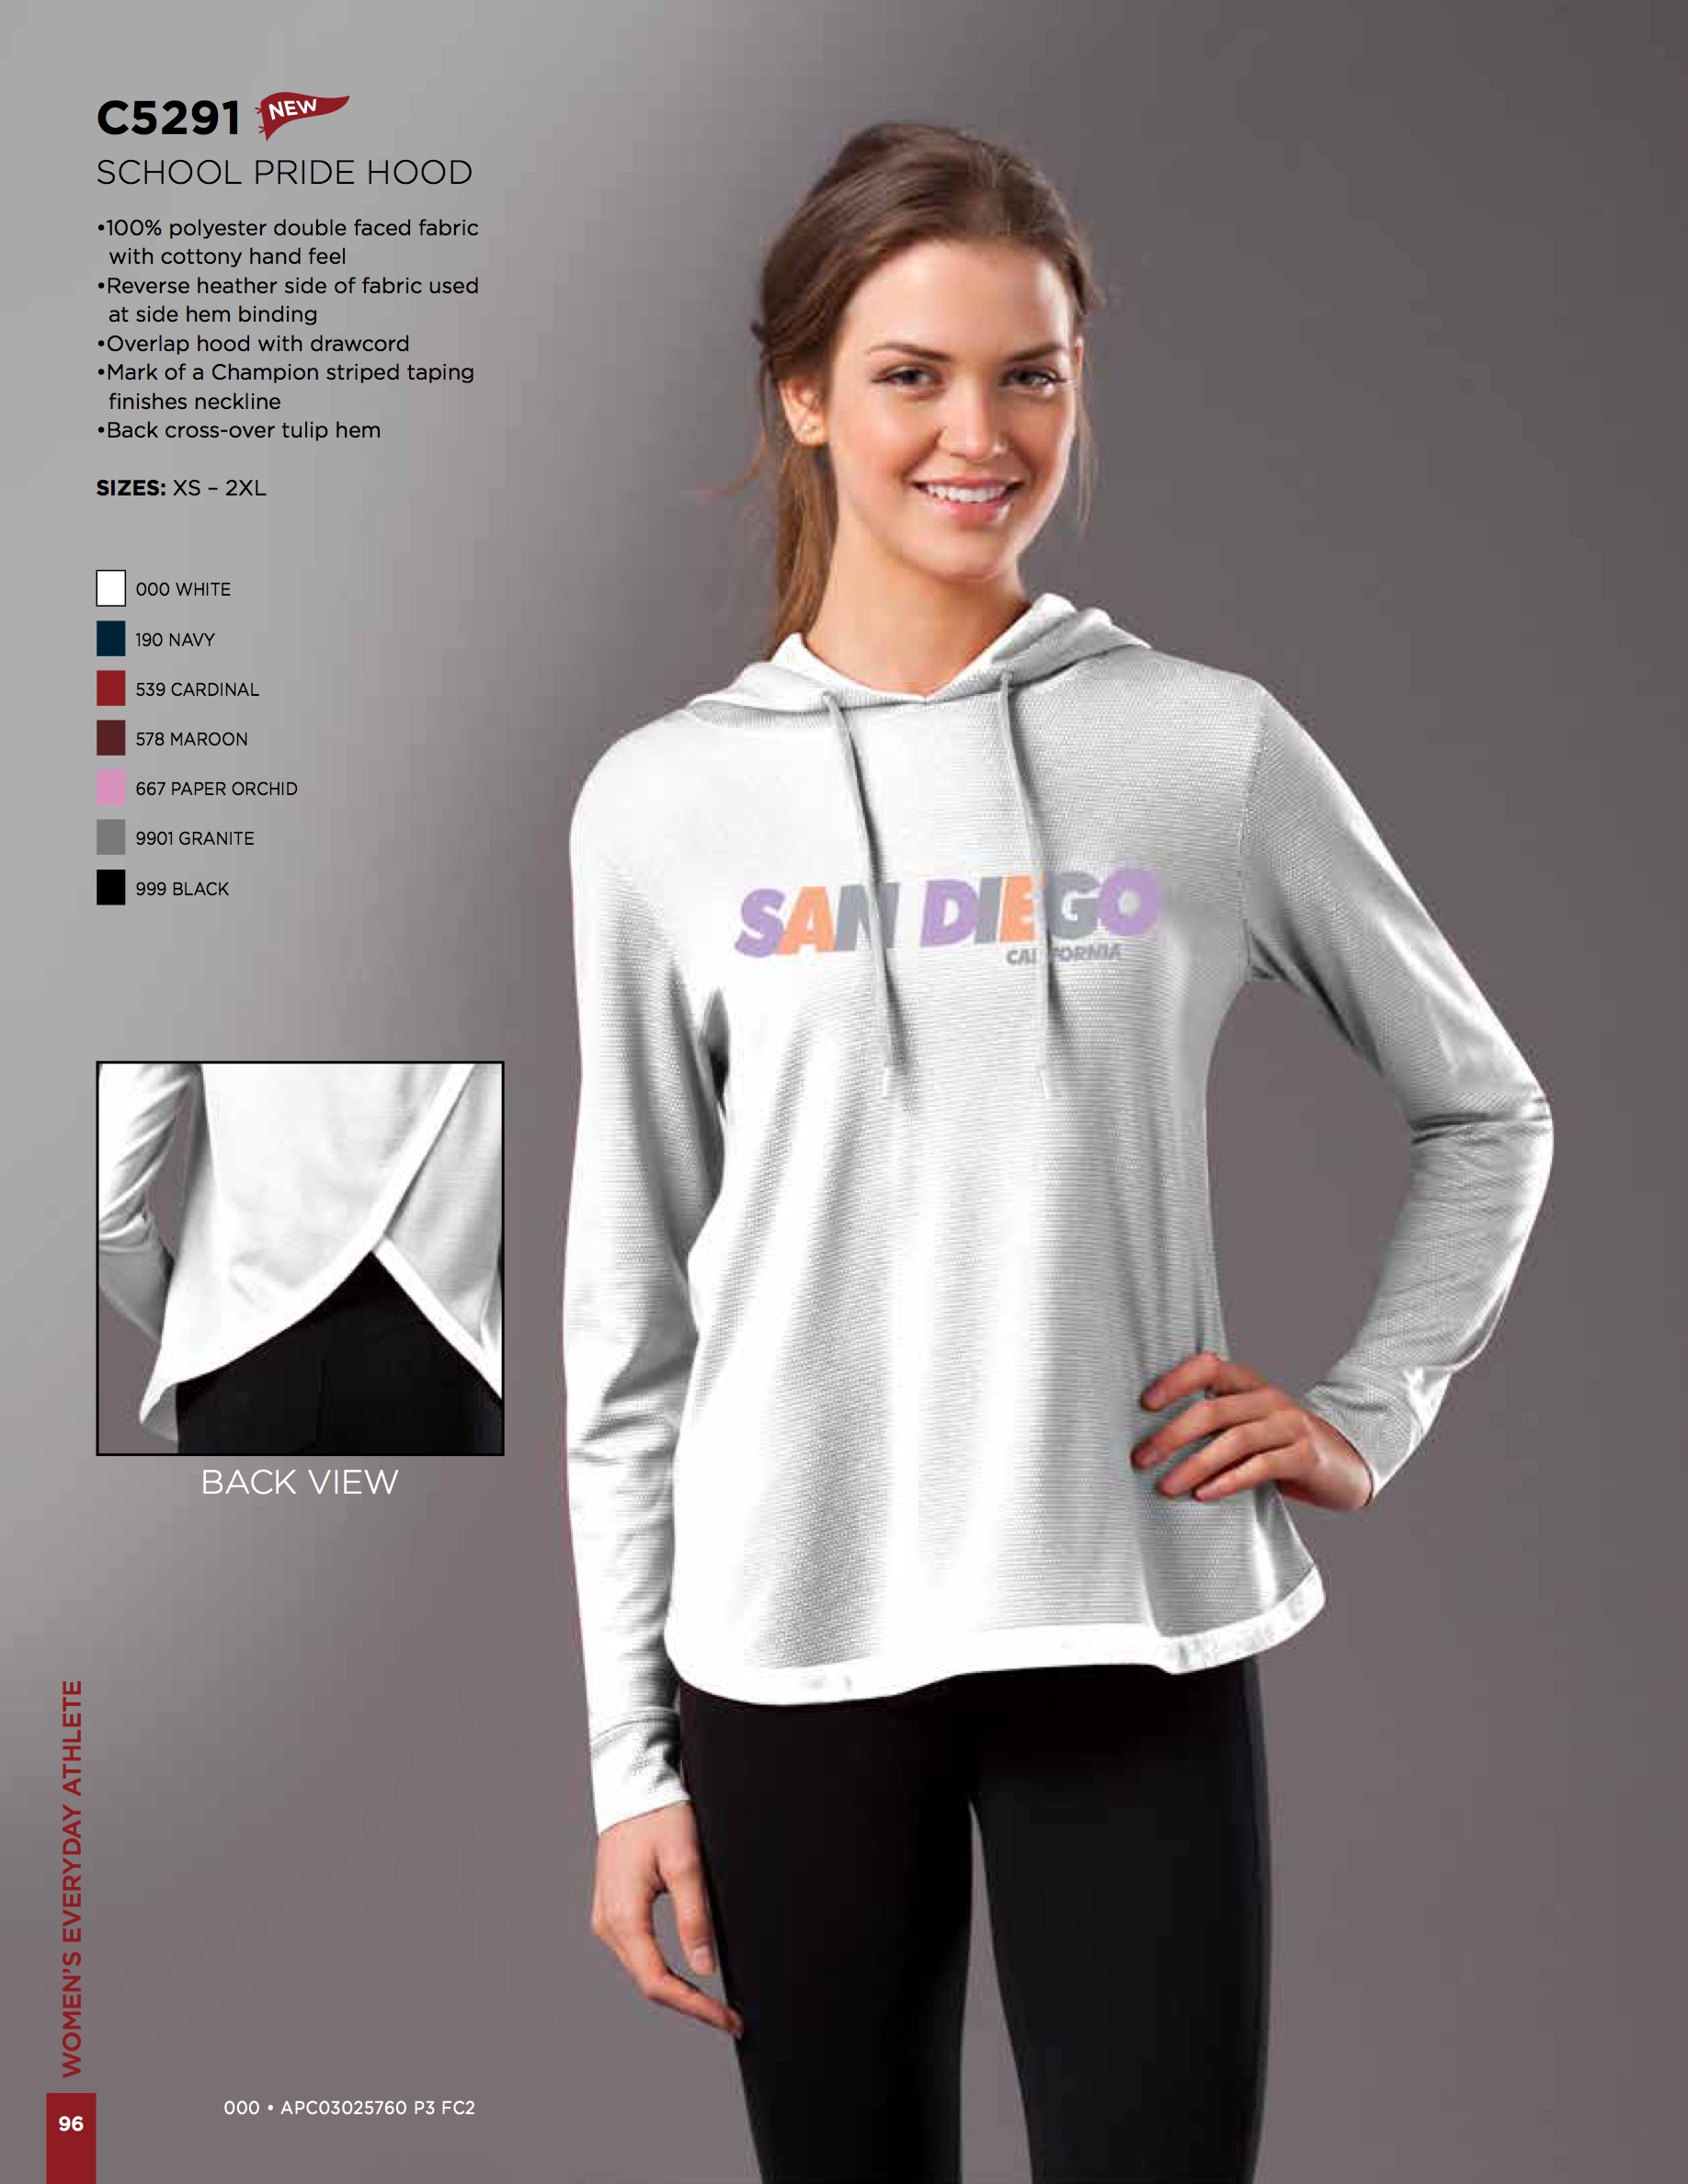 C5291 NEW
SCHOOL PRIDE HOOD
•100% polyester double faced fabric
with cottony hand feel
•Reverse heather side of fabric used
at side hem binding
•Overlap hood with drawcord
•Mark of a Champion striped taping
finishes neckline
•Back cross-over tulip hem
SIZES: XS – 2XL
000 WHITE
190 NAVY
539 CARDINAL
578 MAROON
667 PAPER ORCHID
9901 GRANITE
999 BLACK
SAN DIEGO
CALIFORNIA
BACK VIEW
WOMEN'S EVERYDAY ATHLETE
96
000 • APC03025760 P3 FC2